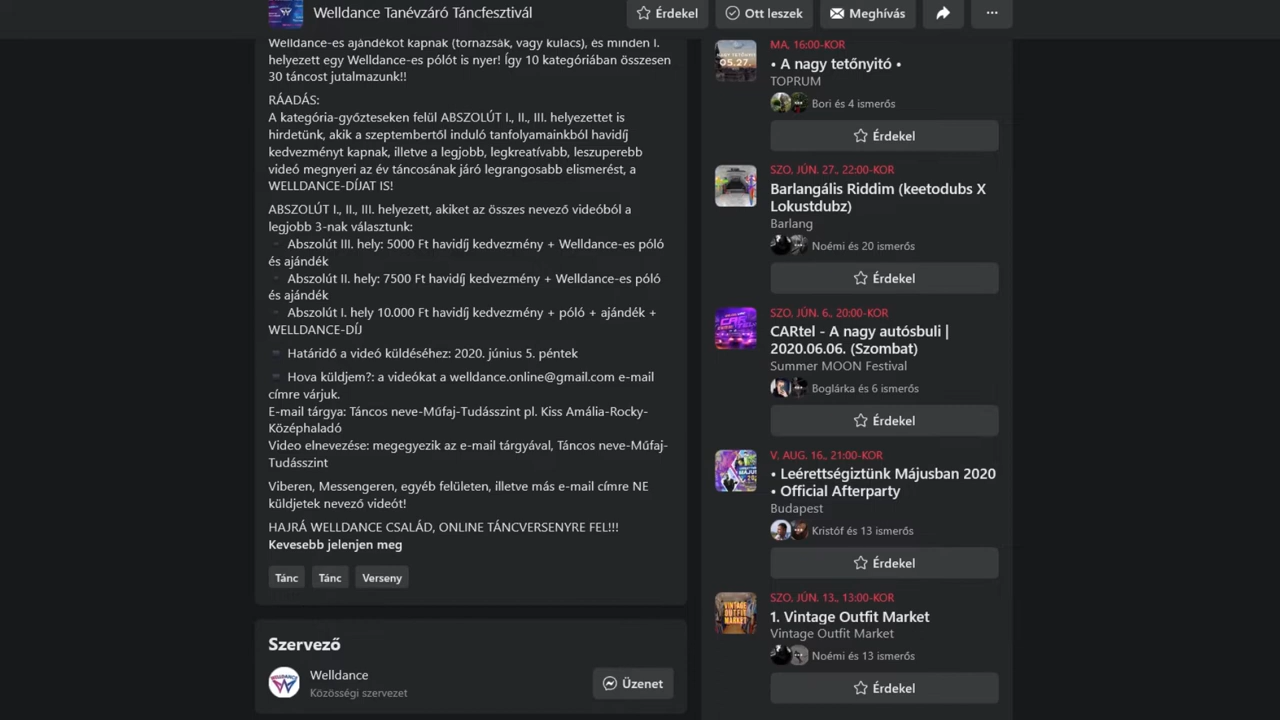 Welldance Tanévzáró Táncfesztivál
Érdekel
Ott leszek
Meghívás
Welldance-es ajándékot kapnak (tornazsák, vagy kulacs), és minden I.
helyezett egy Welldance-es pólót is nyer! Így 10 kategóriában összesen
30 táncost jutalmazunk!!
RÁADÁS:
A kategória-győzteseken felül ABSZOLÚT I., II., III. helyezettet is
hirdetünk, akik a szeptembertől induló tanfolyamainkból havidíj
kedvezményt kapnak, illetve a legjobb, legkreatívabb, leszuperebb
videó megnyeri az év táncosának járó legrangosabb elismerést, a
WELLDANCE-DÍJAT IS!
ABSZOLÚT I., II., III. helyezett, akiket az összes nevező videóból a
legjobb 3-nak választunk:
Abszolút III. hely: 5000 Ft havidíj kedvezmény + Welldance-es póló
és ajándék
Abszolút II. hely: 7500 Ft havidíj kedvezmény + Welldance-es póló
és ajándék
Abszolút I. hely 10.000 Ft havidíj kedvezmény + póló + ajándék +
WELLDANCE-DÍJ
Határidő a videó küldéséhez: 2020. június 5. péntek
Hova küldjem?: a videókat a welldance.online@gmail.com e-mail
címre várjuk.
E-mail tárgya: Táncos neve-Műfaj-Tudásszint pl. Kiss Amália-Rocky-
Középhaladó
Video elnevezése: megegyezik az e-mail tárgyával, Táncos neve-Műfaj-
Tudásszint
Viberen, Messengeren, egyéb felületen, illetve más e-mail címre NE
küldjetek nevező videót!
HAJRÁ WELLDANCE CSALÁD, ONLINE TÁNCVERSENYRE FEL!!!
Kevesebb jelenjen meg
Tánc
Tánc
Verseny
Szervező
Welldance
Közösségi szervezet
Üzenet
MA, 16:00-KOR
• A nagy tetőnyitó •
TOPRUM
Bori és 4 ismerős
Érdekel
SZO, JÚN. 27., 22:00-KOR
Barlangális Riddim (keetodubs X
Lokustdubz)
Barlang
Noémi és 20 ismerős
Érdekel
SZO, JÚN. 6., 20:00-KOR
CARtel - A nagy autósbuli |
2020.06.06. (Szombat)
Summer MOON Festival
Boglárka és 6 ismerős
Érdekel
V, AUG. 16., 21:00-KOR
• Leérettségiztünk Májusban 2020
• Official Afterparty
Budapest
Kristóf és 13 ismerős
Érdekel
SZO, JÚN. 13., 13:00-KOR
1. Vintage Outfit Market
Vintage Outfit Market
Noémi és 13 ismerős
Érdekel
05.27.
VINTAGE
OUTFIT
MARKET
WELLDANCE